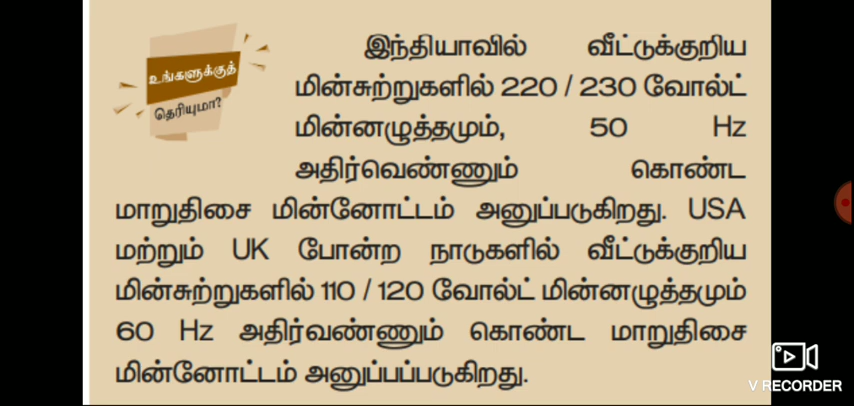 உங்களுக்குத்
தெரியுமா?
இந்தியாவில் வீட்டுக்குறிய
மின்சுற்றுகளில் 220 / 230 வோல்ட்
மின்னழுத்தமும், 50 Hz
அதிர்வெண்ணும் கொண்ட
மாறுதிசை மின்னோட்டம் அனுப்படுகிறது. USA
மற்றும் UK போன்ற நாடுகளில் வீட்டுக்குறிய
மின்சுற்றுகளில் 110 / 120 வோல்ட் மின்னழுத்தமும்
60 Hz அதிர்வண்ணும் கொண்ட மாறுதிசை
மின்னோட்டம் அனுப்பப்படுகிறது.
V RECORDER